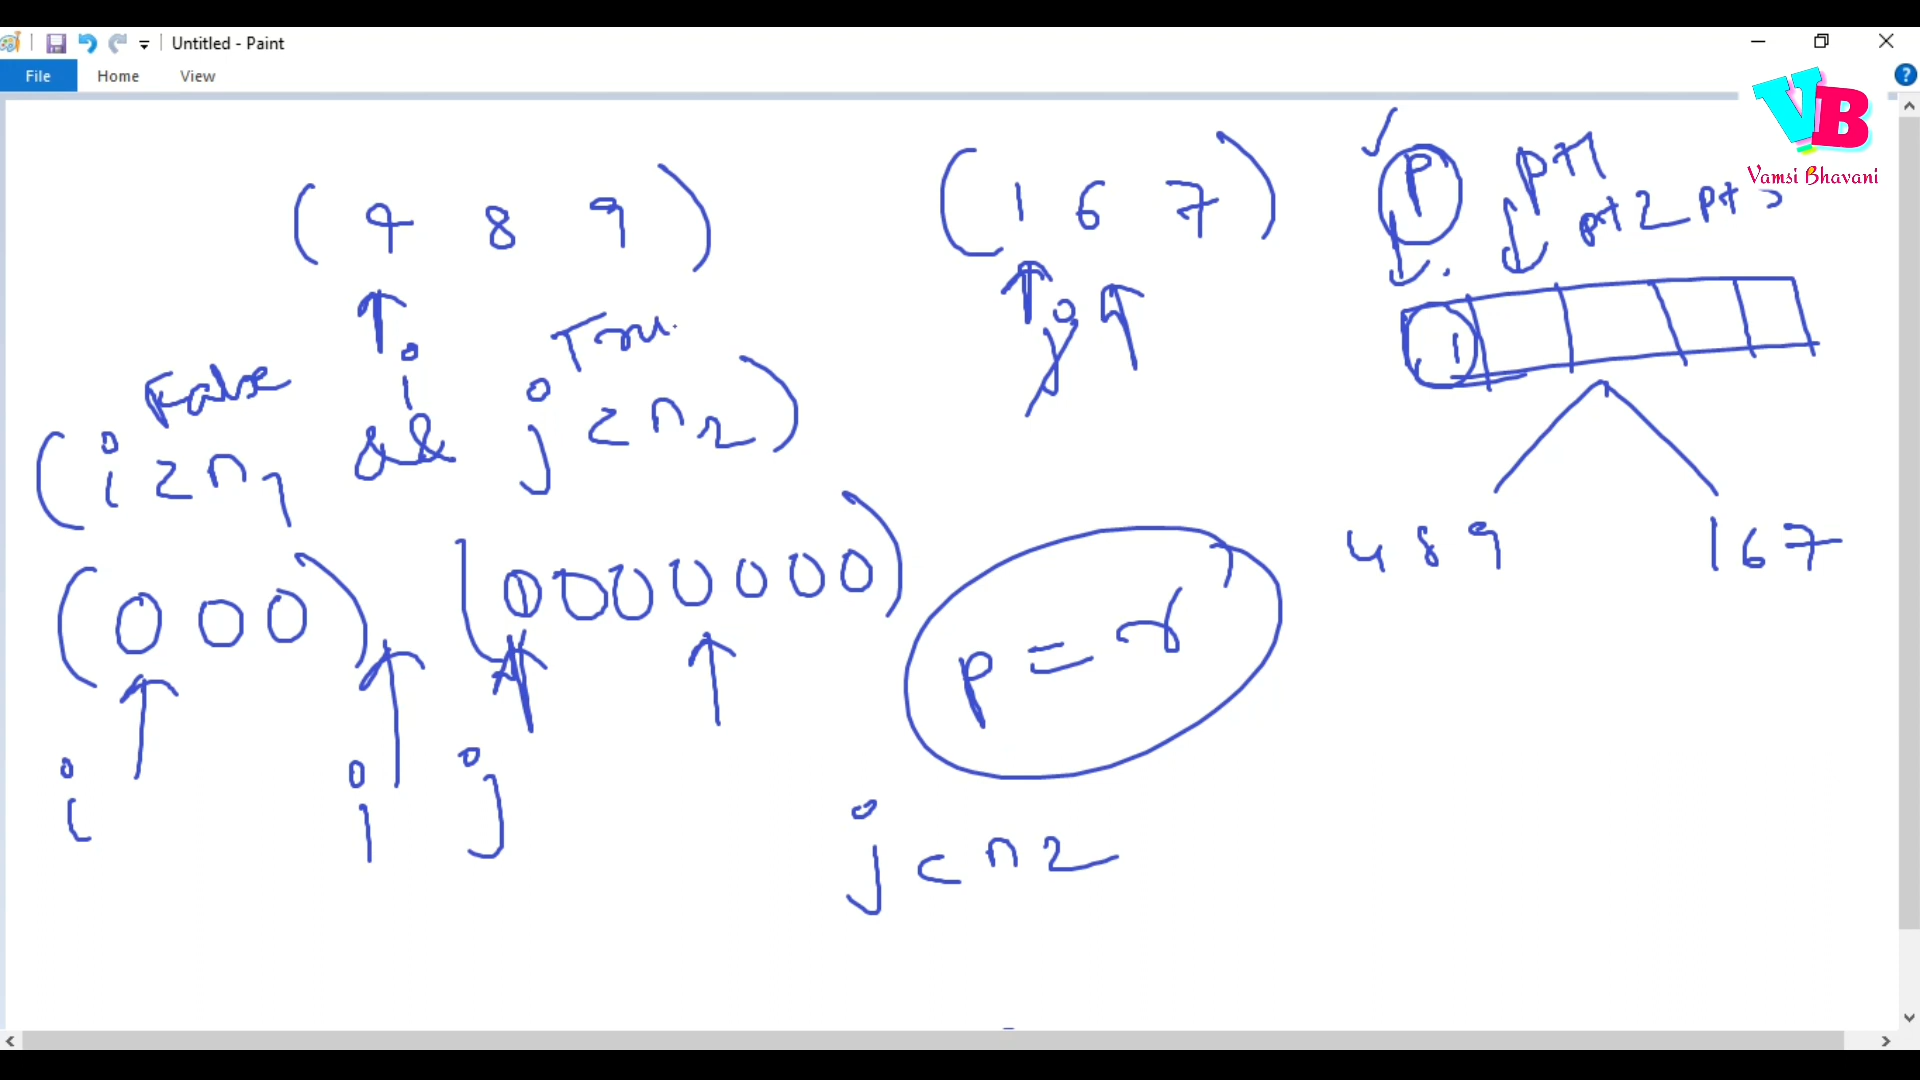 Untitled - Paint
File Home View
VB
Vamsi Bhavani
( 4 8 9 ) ( 1 6 7 )
P P+1
P+2 P+3
i j
False True
( i < n1 && j < n2 )
1
4 8 9 1 6 7
( 0 0 0 ) ( 0 0 0 0 0 0 0 )
p = r
i i j
j < n2